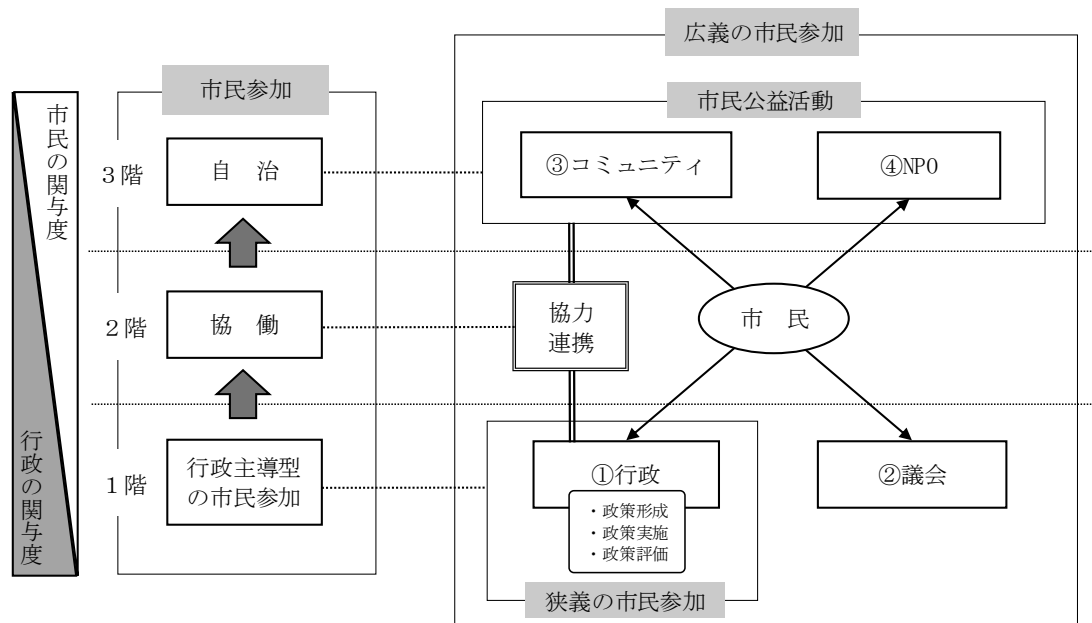 広義の市民参加
市民参加
市民公益活動
市民の関与度
行政の関与度
3階
自 治
③コミュニティ
④NPO
2階
協 働
協力
連携
市 民
1階
行政主導型
の市民参加
①行政
・政策形成
・政策実施
・政策評価
②議会
狭義の市民参加